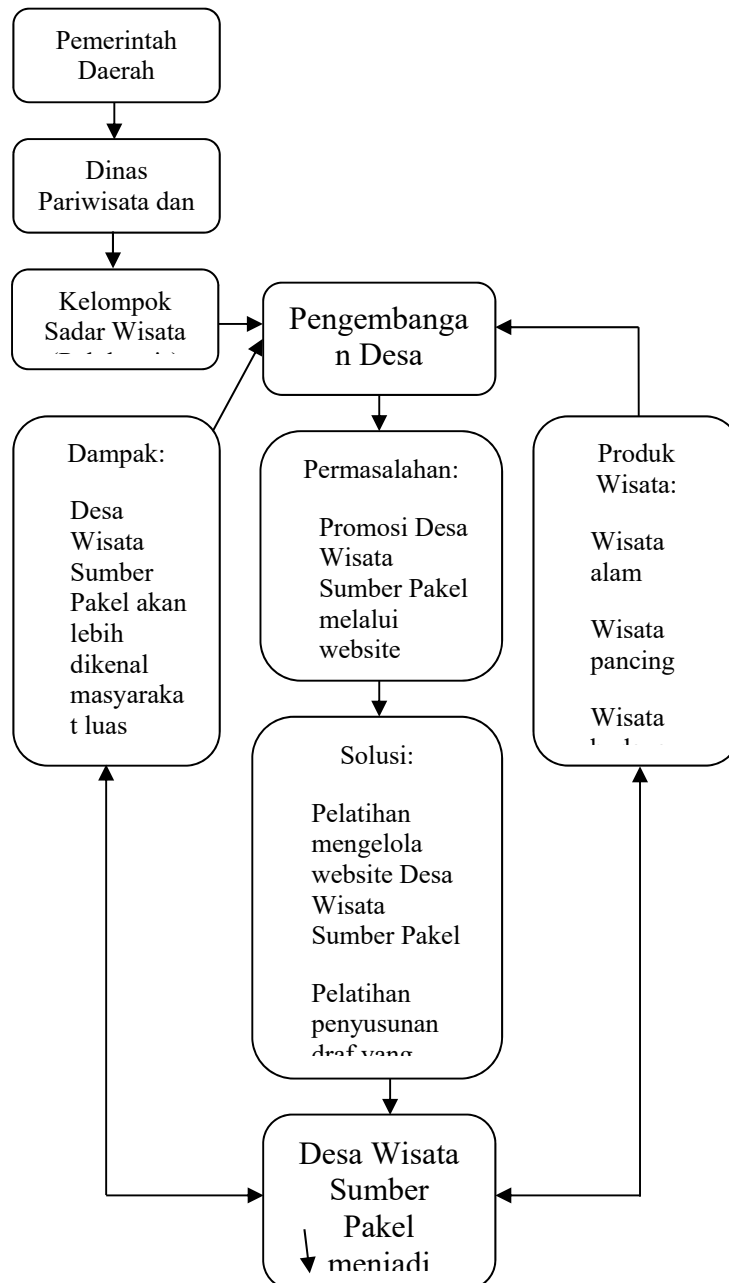 Pemerintah
Daerah
Dinas
Pariwisata dan
Kelompok
Sadar Wisata
Pengembanga
n Desa
Dampak:
Desa
Wisata
Sumber
Pakel akan
lebih
dikenal
masyaraka
t luas
Permasalahan:
Promosi Desa
Wisata
Sumber Pakel
melalui
website
Produk
Wisata:
Wisata
alam
Wisata
pancing
Wisata
Solusi:
Pelatihan
mengelola
website Desa
Wisata
Sumber Pakel
Pelatihan
penyusunan
draf yang
Desa Wisata
Sumber
Pakel
menjadi